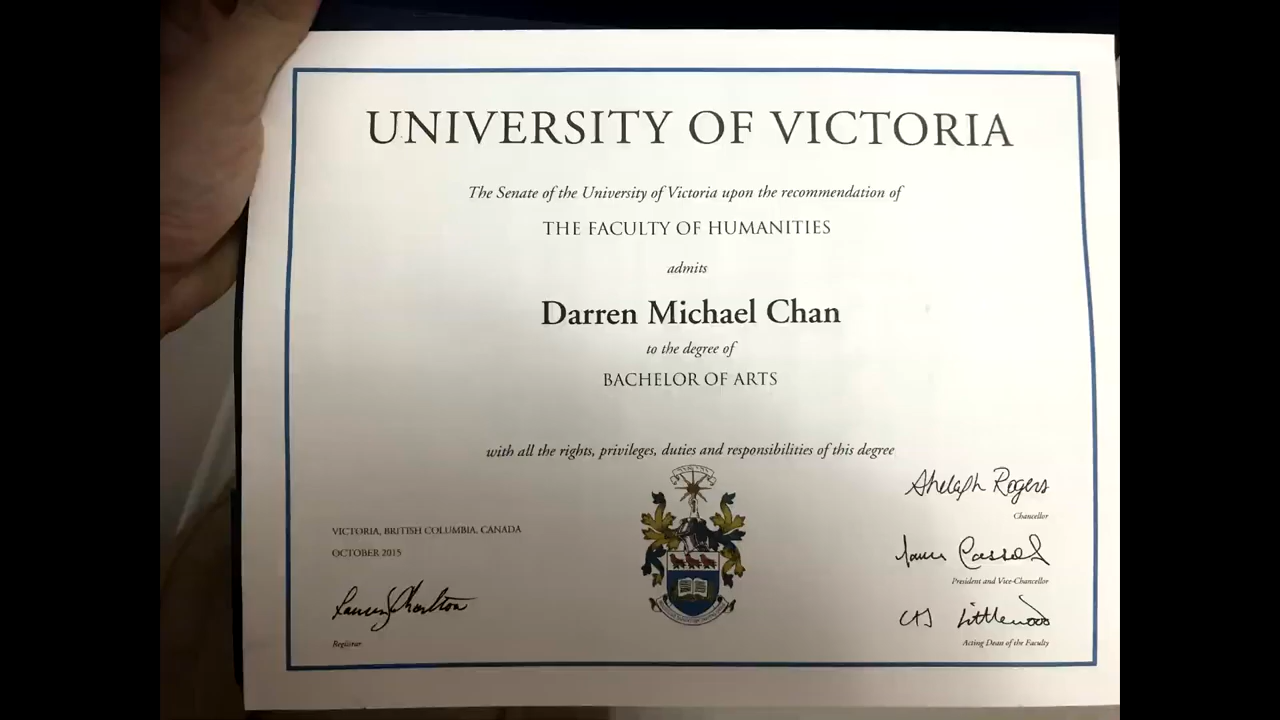 UNIVERSITY OF VICTORIA
The Senate of the University of Victoria upon the recommendation of
THE FACULTY OF HUMANITIES
admits
Darren Michael Chan
to the degree of
BACHELOR OF ARTS
with all the rights, privileges, duties and responsibilities of this degree
Shelagh Rogers
Chancellor
VICTORIA, BRITISH COLUMBIA, CANADA
OCTOBER 2015
President and Vice-Chancellor
Littlewood
Registrar
Acting Dean of the Faculty